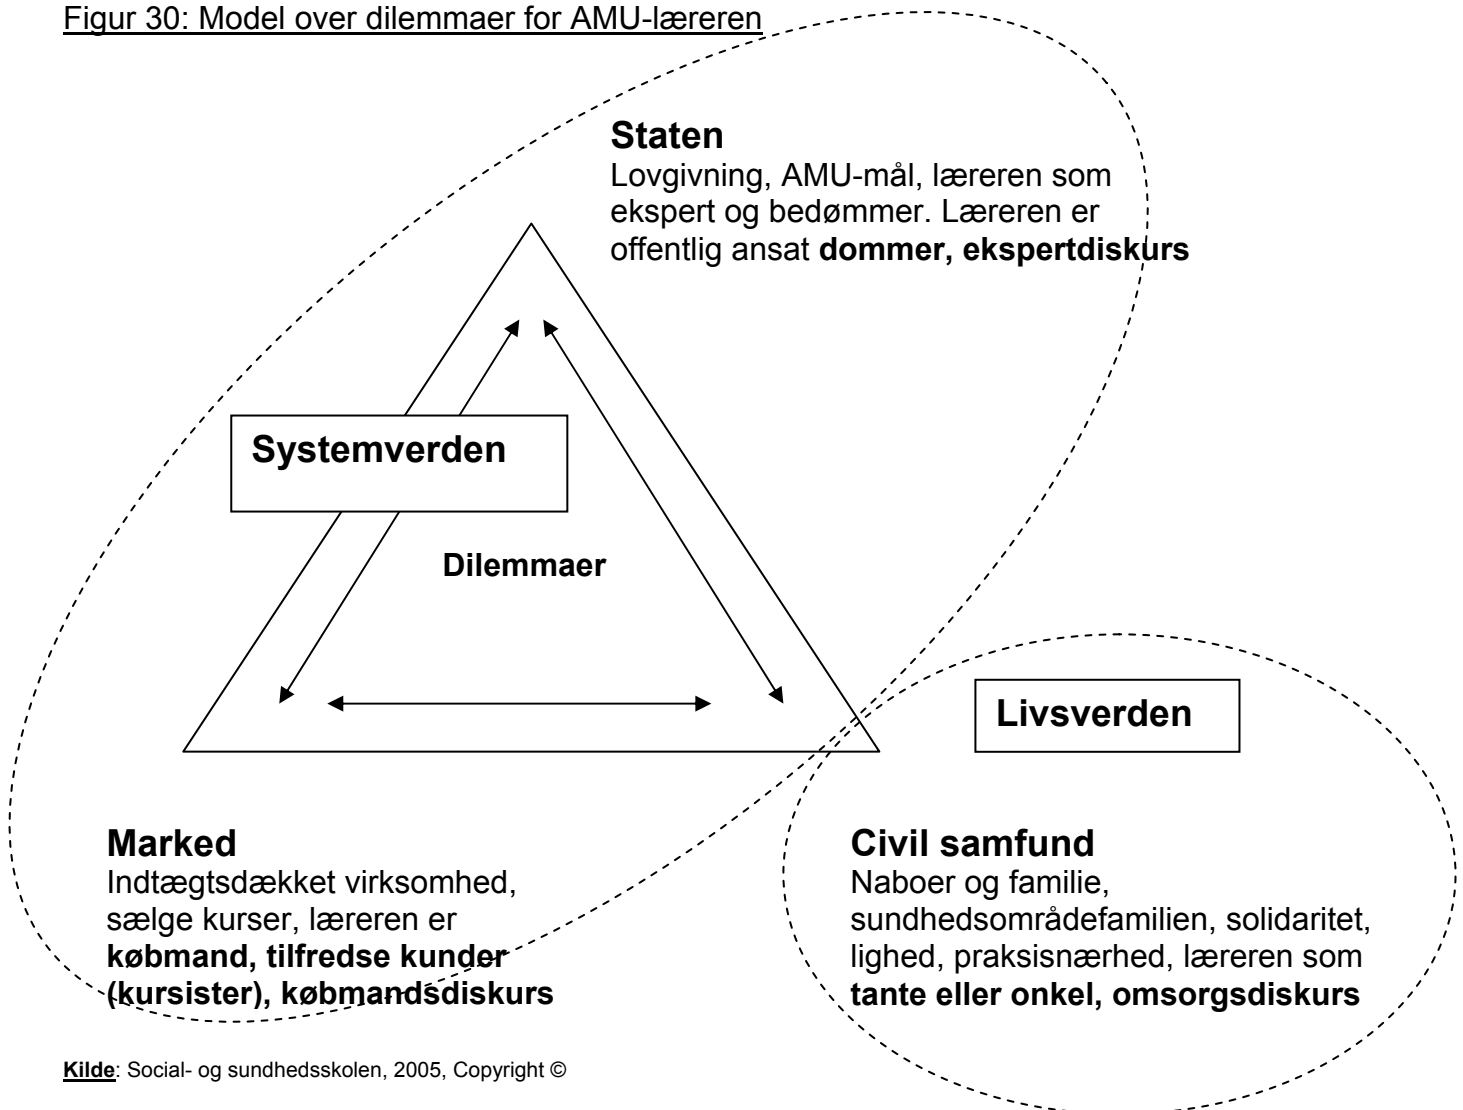 Figur 30: Model over dilemmaer for AMU-læreren
Staten
Lovgivning, AMU-mål, læreren som
ekspert og bedømmer. Læreren er
offentlig ansat dommer, ekspertdiskurs
Systemverden
Dilemmaer
Livsverden
Marked
Indtægtsdækket virksomhed,
sælge kurser, læreren er
købmand, tilfredse kunder
(kursister), købmandsdiskurs
Civil samfund
Naboer og familie,
sundhedsområdefamilien, solidaritet,
lighed, praksisnærhed, læreren som
tante eller onkel, omsorgsdiskurs
Kilde: Social- og sundhedsskolen, 2005, Copyright ©